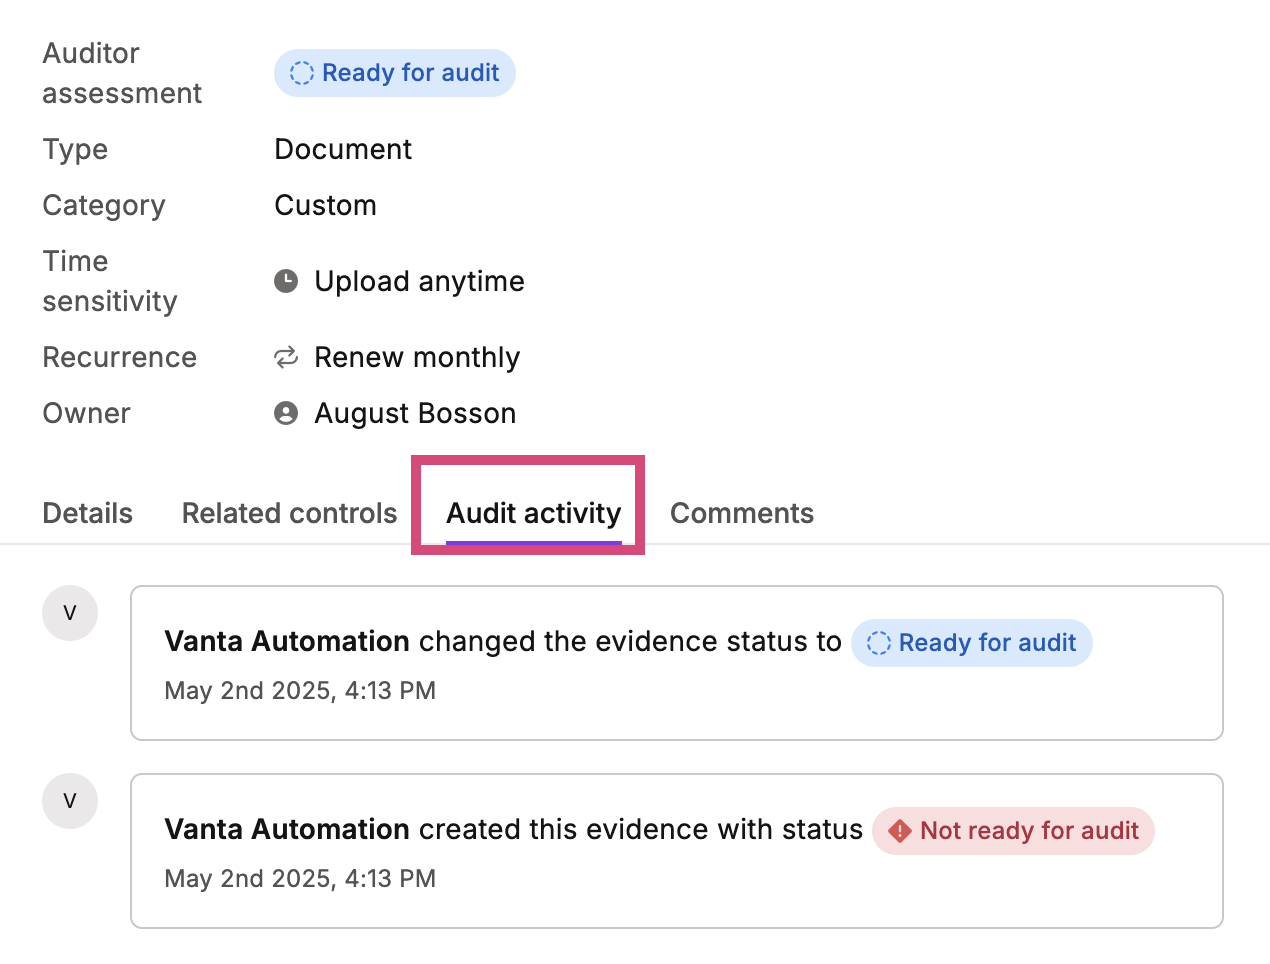 Auditor
assessment
Ready for audit
Type
Document
Category
Custom
Time
sensitivity
Upload anytime
Recurrence
Renew monthly
Owner
August Bosson
Details
Related controls
Audit activity
Comments
V
Vanta Automation changed the evidence status to Ready for audit
May 2nd 2025, 4:13 PM
V
Vanta Automation created this evidence with status Not ready for audit
May 2nd 2025, 4:13 PM